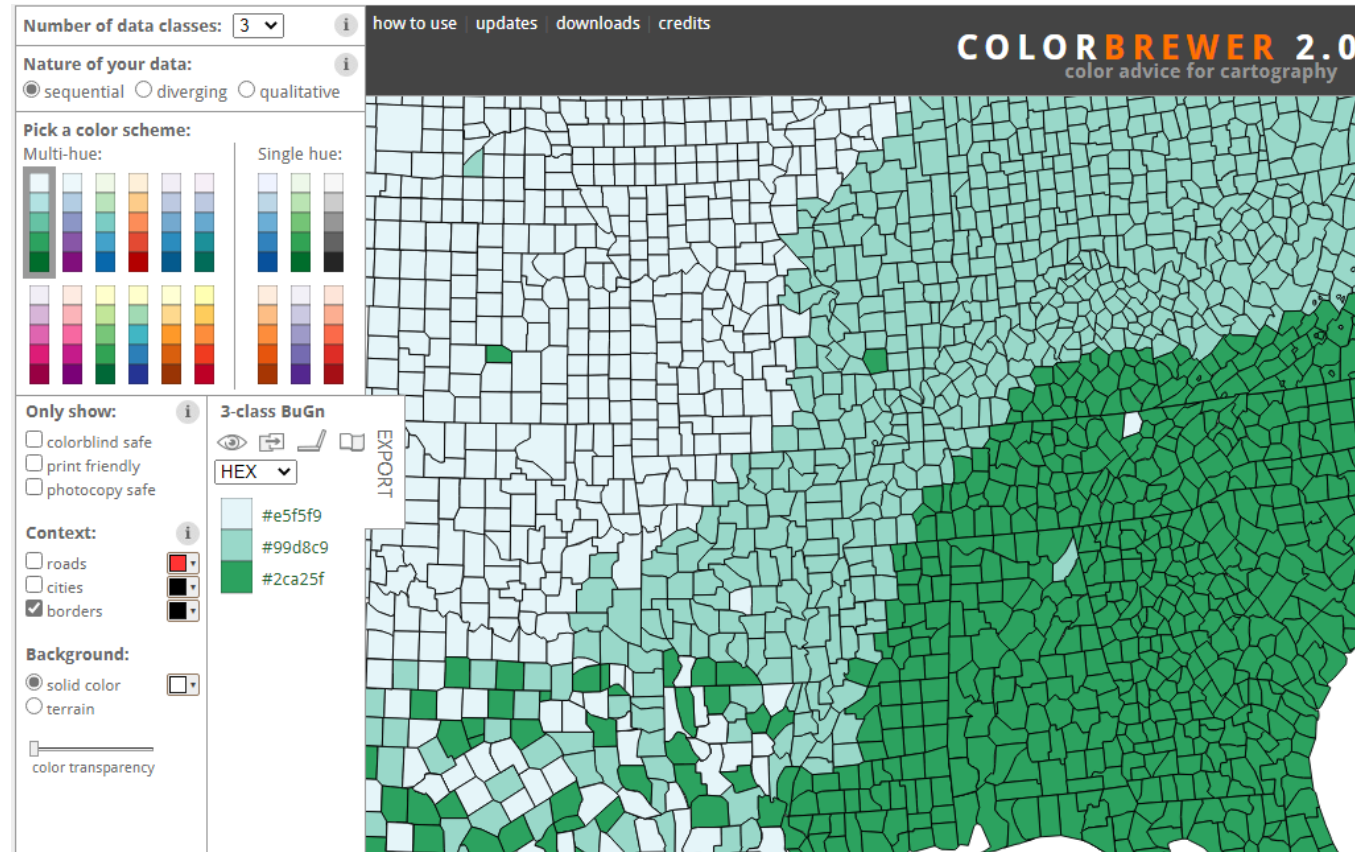 Number of data classes: 3 i
how to use updates downloads credits
COLORBREWER 2.0
color advice for cartography
Nature of your data: i
sequential diverging qualitative
Pick a color scheme:
Multi-hue: Single hue:
Only show: i
colorblind safe
print friendly
photocopy safe
Context: i
roads
cities
borders
Background:
solid color
terrain
color transparency
3-class BuGn
EXPORT
HEX
#e5f5f9
#99d8c9
#2ca25f